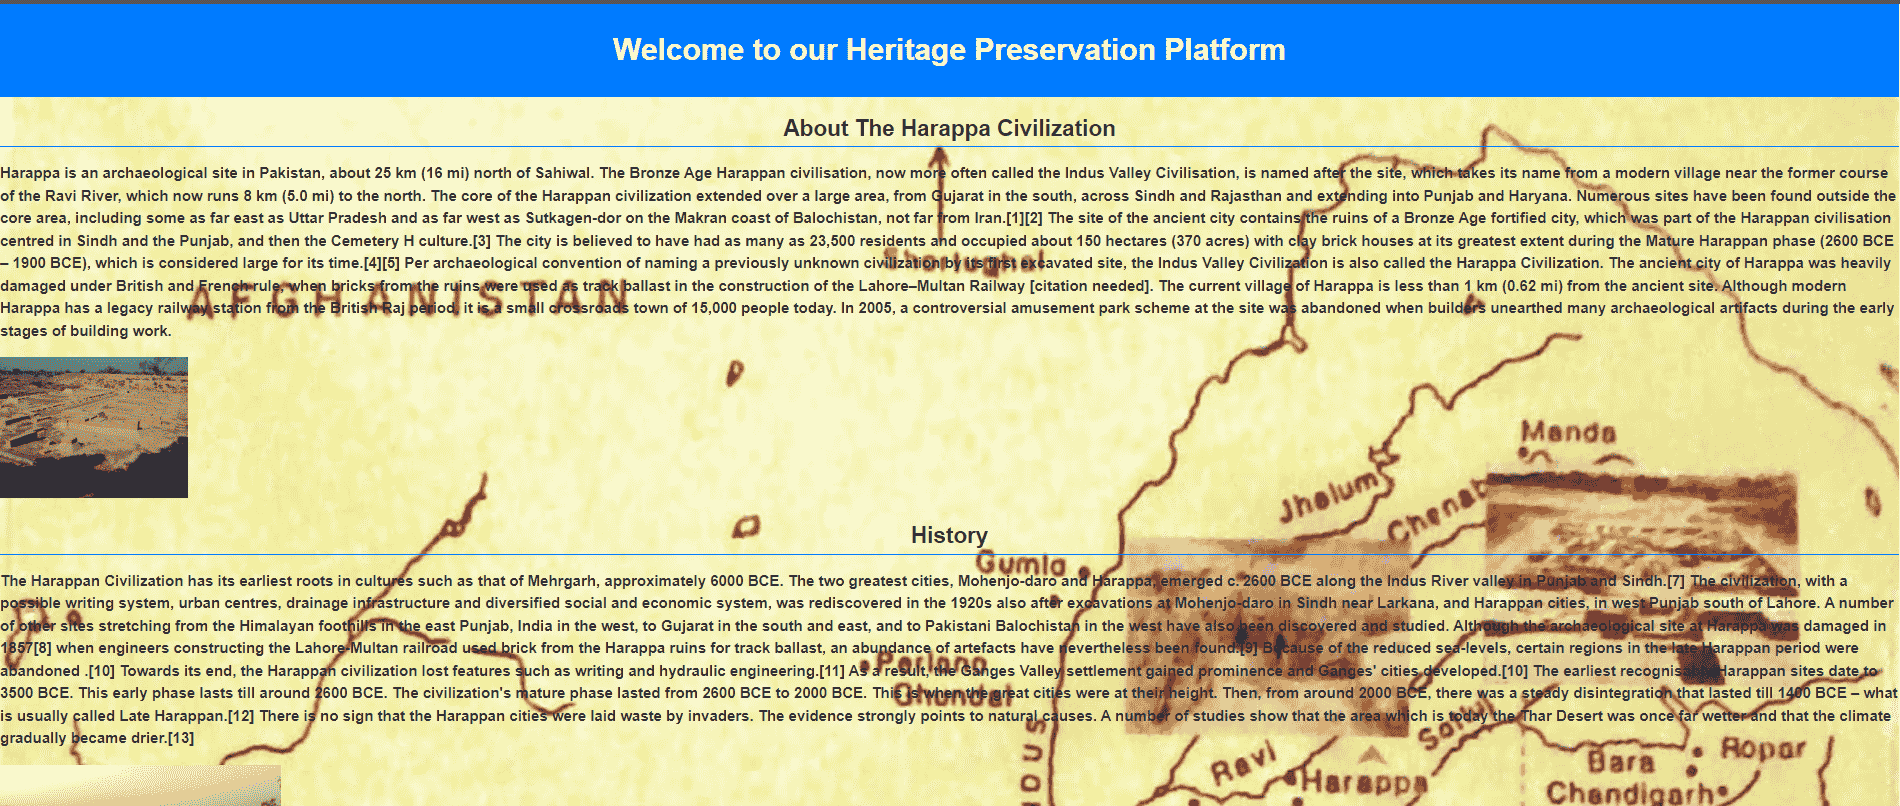 Welcome to our Heritage Preservation Platform
About The Harappa Civilization
Harappa is an archaeological site in Pakistan, about 25 km (16 mi) north of Sahiwal. The Bronze Age Harappan civilisation, now more often called the Indus Valley Civilisation, is named after the site, which takes its name from a modern village near the former course
of the Ravi River, which now runs 8 km (5.0 mi) to the north. The core of the Harappan civilization extended over a large area, from Gujarat in the south, across Sindh and Rajasthan and extending into Punjab and Haryana. Numerous sites have been found outside the
core area, including some as far east as Uttar Pradesh and as far west as Sutkagen-dor on the Makran coast of Balochistan, not far from Iran.[1][2] The site of the ancient city contains the ruins of a Bronze Age fortified city, which was part of the Harappan civilisation
centred in Sindh and the Punjab, and then the Cemetery H culture.[3] The city is believed to have had as many as 23,500 residents and occupied about 150 hectares (370 acres) with clay brick houses at its greatest extent during the Mature Harappan phase (2600 BCE
– 1900 BCE), which is considered large for its time.[4][5] Per archaeological convention of naming a previously unknown civilization by its first excavated site, the Indus Valley Civilization is also called the Harappa Civilization. The ancient city of Harappa was heavily
damaged under British and French rule, when bricks from the ruins were used as track ballast in the construction of the Lahore–Multan Railway [citation needed]. The current village of Harappa is less than 1 km (0.62 mi) from the ancient site. Although modern
Harappa has a legacy railway station from the British Raj period, it is a small crossroads town of 15,000 people today. In 2005, a controversial amusement park scheme at the site was abandoned when builders unearthed many archaeological artifacts during the early
stages of building work.
AFGHANISTAN
Manda
Jhelum
Chenab
History
Gumla
The Harappan Civilization has its earliest roots in cultures such as that of Mehrgarh, approximately 6000 BCE. The two greatest cities, Mohenjo-daro and Harappa, emerged c. 2600 BCE along the Indus River valley in Punjab and Sindh.[7] The civilization, with a
possible writing system, urban centres, drainage infrastructure and diversified social and economic system, was rediscovered in the 1920s also after excavations at Mohenjo-daro in Sindh near Larkana, and Harappan cities, in west Punjab south of Lahore. A number
of other sites stretching from the Himalayan foothills in the east Punjab, India in the west, to Gujarat in the south and east, and to Pakistani Balochistan in the west have also been discovered and studied. Although the archaeological site at Harappa was damaged in
1857[8] when engineers constructing the Lahore-Multan railroad used brick from the Harappa ruins for track ballast, an abundance of artefacts have nevertheless been found.[9] Because of the reduced sea-levels, certain regions in the late Harappan period were
abandoned .[10] Towards its end, the Harappan civilization lost features such as writing and hydraulic engineering.[11] As a result, the Ganges Valley settlement gained prominence and Ganges' cities developed.[10] The earliest recognisable Harappan sites date to
3500 BCE. This early phase lasts till around 2600 BCE. The civilization's mature phase lasted from 2600 BCE to 2000 BCE. This is when the great cities were at their height. Then, from around 2000 BCE, there was a steady disintegration that lasted till 1400 BCE – what
is usually called Late Harappan.[12] There is no sign that the Harappan cities were laid waste by invaders. The evidence strongly points to natural causes. A number of studies show that the area which is today the Thar Desert was once far wetter and that the climate
gradually became drier.[13]
Ghundai
Ravi
Harappa
Bara
Ropar
Chandigarh